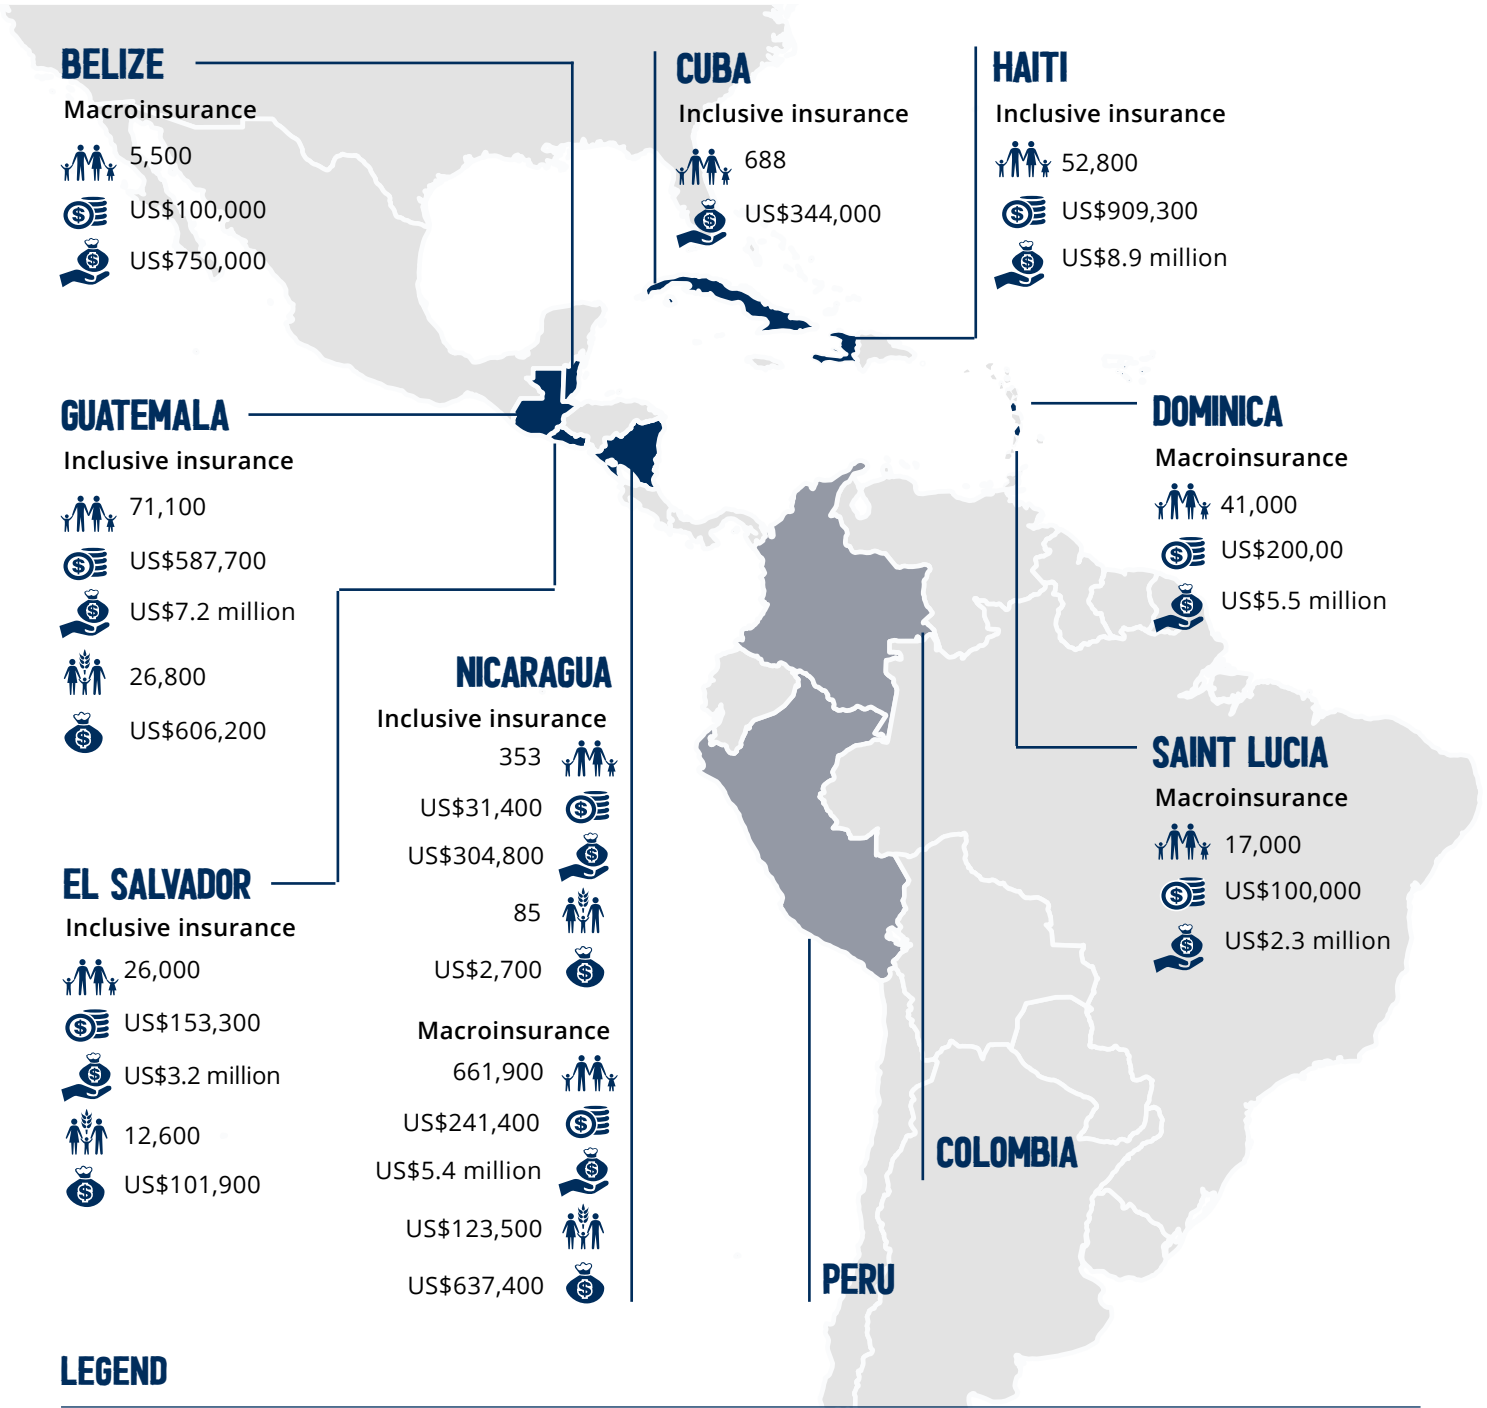 BELIZE
Macroinsurance
5,500
US$100,000
US$750,000
CUBA
Inclusive insurance
688
US$344,000
HAITI
Inclusive insurance
52,800
US$909,300
US$8.9 million
GUATEMALA
Inclusive insurance
71,100
US$587,700
US$7.2 million
26,800
US$606,200
DOMINICA
Macroinsurance
41,000
US$200,00
US$5.5 million
NICARAGUA
Inclusive insurance
353
US$31,400
US$304,800
85
US$2,700
Macroinsurance
661,900
US$241,400
US$5.4 million
US$123,500
US$637,400
SAINT LUCIA
Macroinsurance
17,000
US$100,000
US$2.3 million
EL SALVADOR
Inclusive insurance
26,000
US$153,300
US$3.2 million
12,600
US$101,900
COLOMBIA
PERU
LEGEND